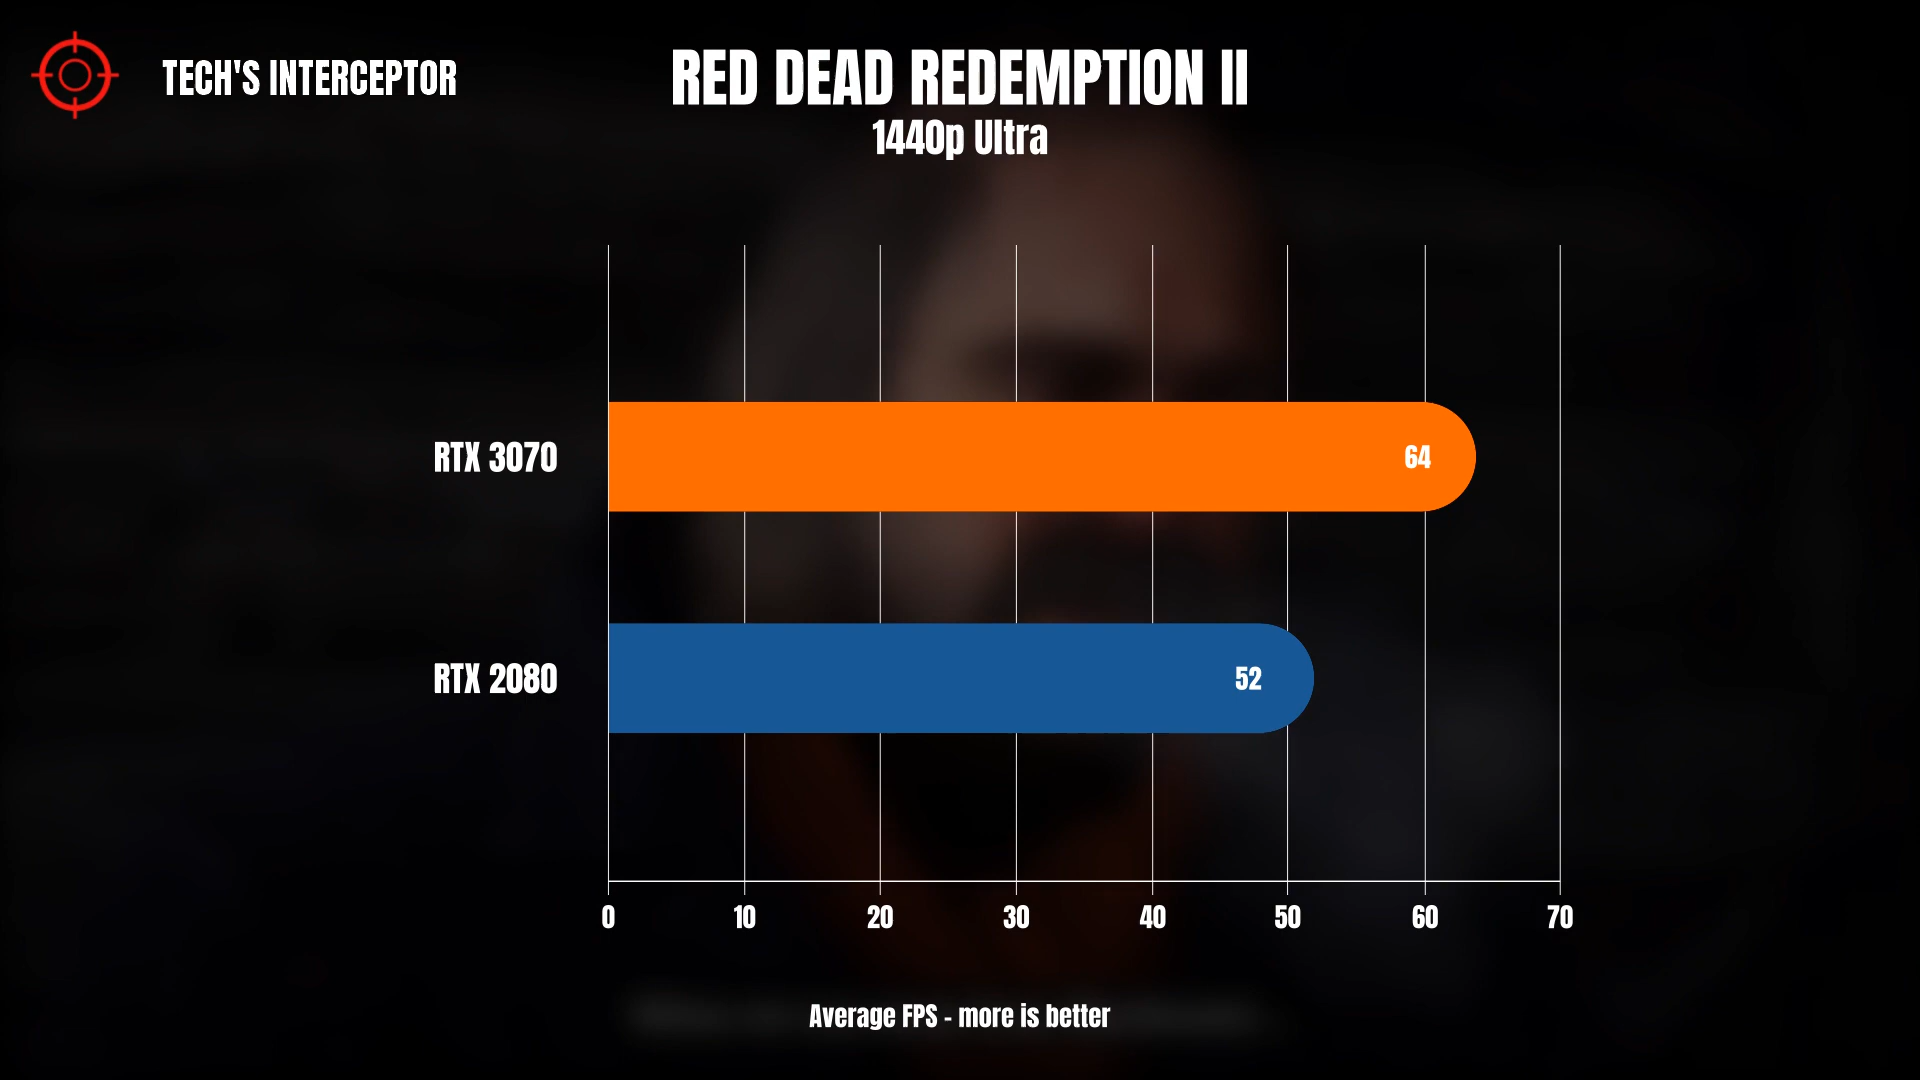 TECH'S INTERCEPTOR
RED DEAD REDEMPTION II
1440p Ultra
RTX 3070
64
RTX 2080
52
0 10 20 30 40 50 60 70
Average FPS - more is better